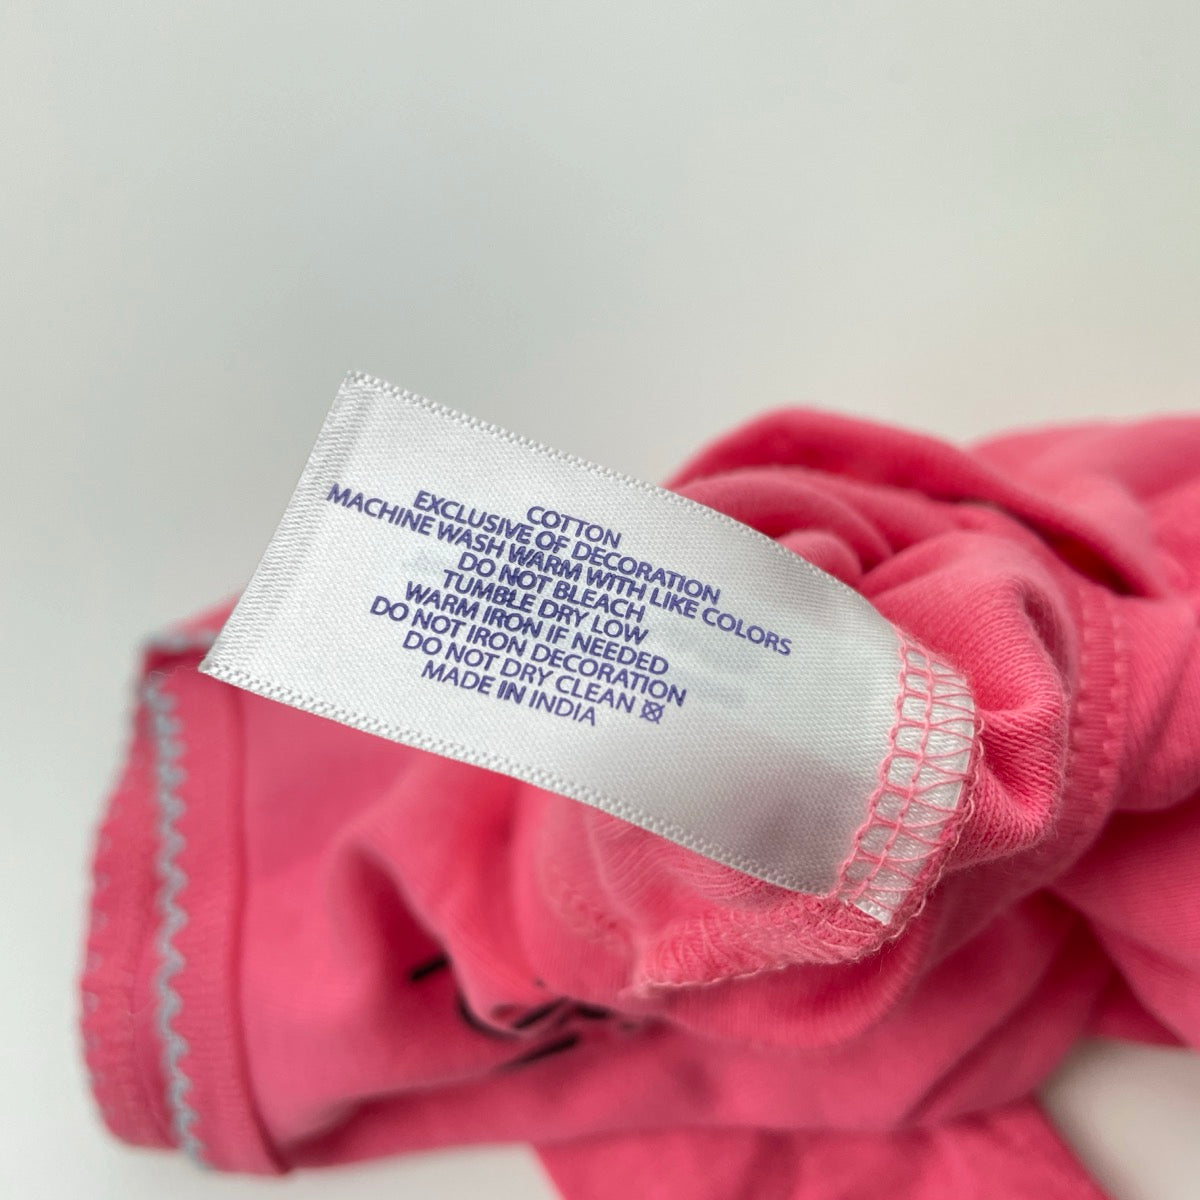 COTTON
EXCLUSIVE OF DECORATION
MACHINE WASH WARM WITH LIKE COLORS
DO NOT BLEACH
TUMBLE DRY LOW
WARM IRON IF NEEDED
DO NOT IRON DECORATION
DO NOT DRY CLEAN
MADE IN INDIA